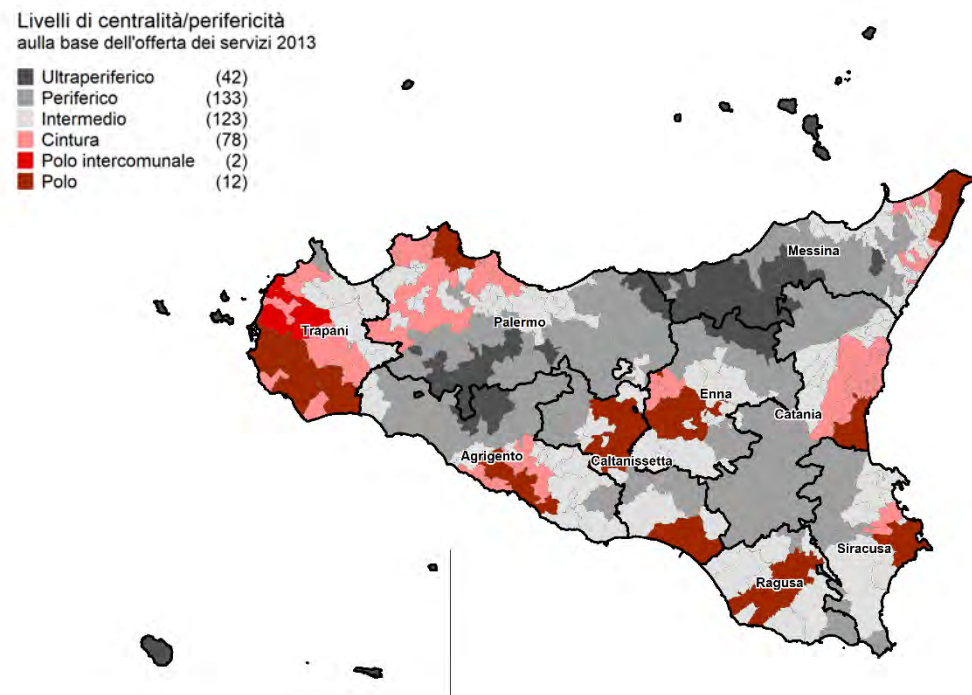 Livelli di centralità/perifericità
aulla base dell'offerta dei servizi 2013
Ultraperiferico (42)
Periferico (133)
Intermedio (123)
Cintura (78)
Polo intercomunale (2)
Polo (12)
Messina
Palermo
Trapani
Enna
Catania
Agrigento
Caltanissetta
Siracusa
Ragusa